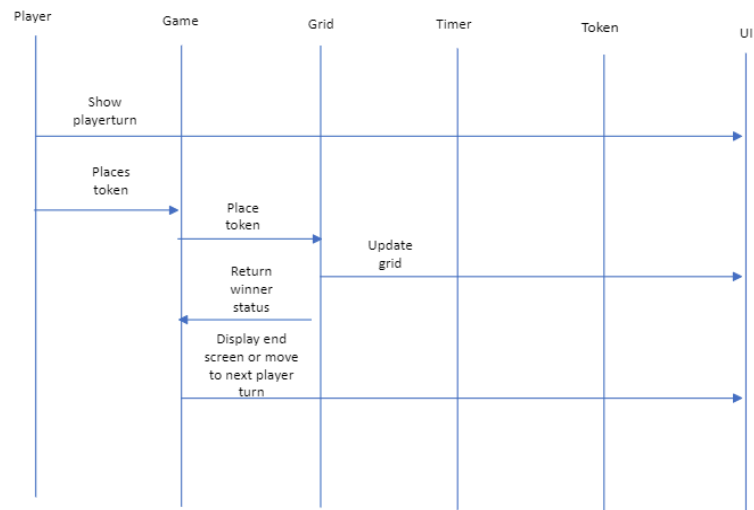 Player
Game
Grid
Timer
Token
UI
Show
playerturn
Places
token
Place
token
Update
grid
Return
winner
status
Display end
screen or move
to next player
turn